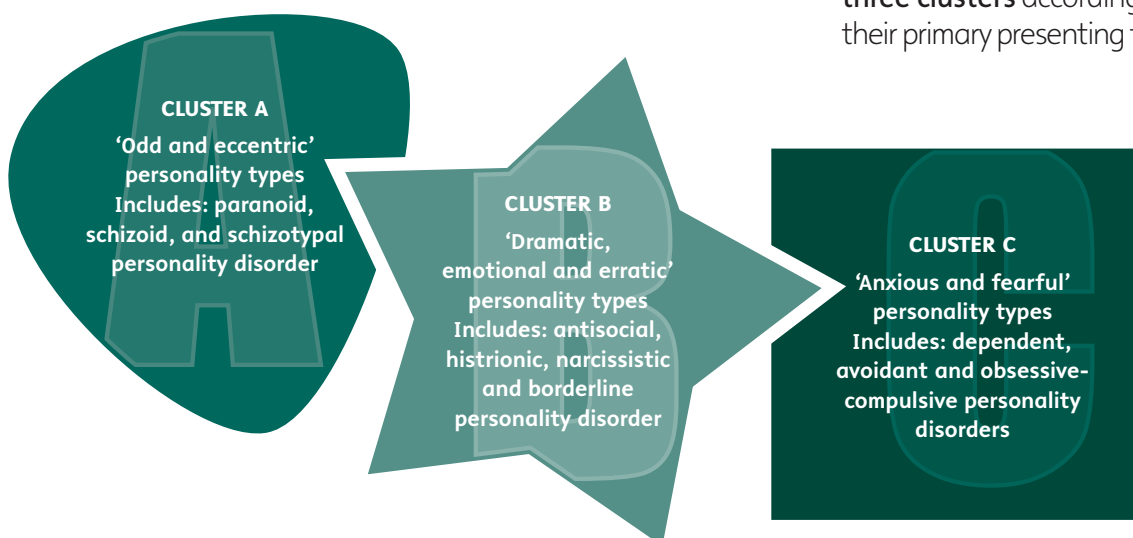 three clusters according
their primary presenting
CLUSTER A
‘Odd and eccentric’
personality types
Includes: paranoid,
schizoid, and schizotypal
personality disorder
CLUSTER B
‘Dramatic,
emotional and erratic’
personality types
Includes: antisocial,
histrionic, narcissistic
and borderline
personality disorder
CLUSTER C
‘Anxious and fearful’
personality types
Includes: dependent,
avoidant and obsessive-
compulsive personality
disorders
A
B
C